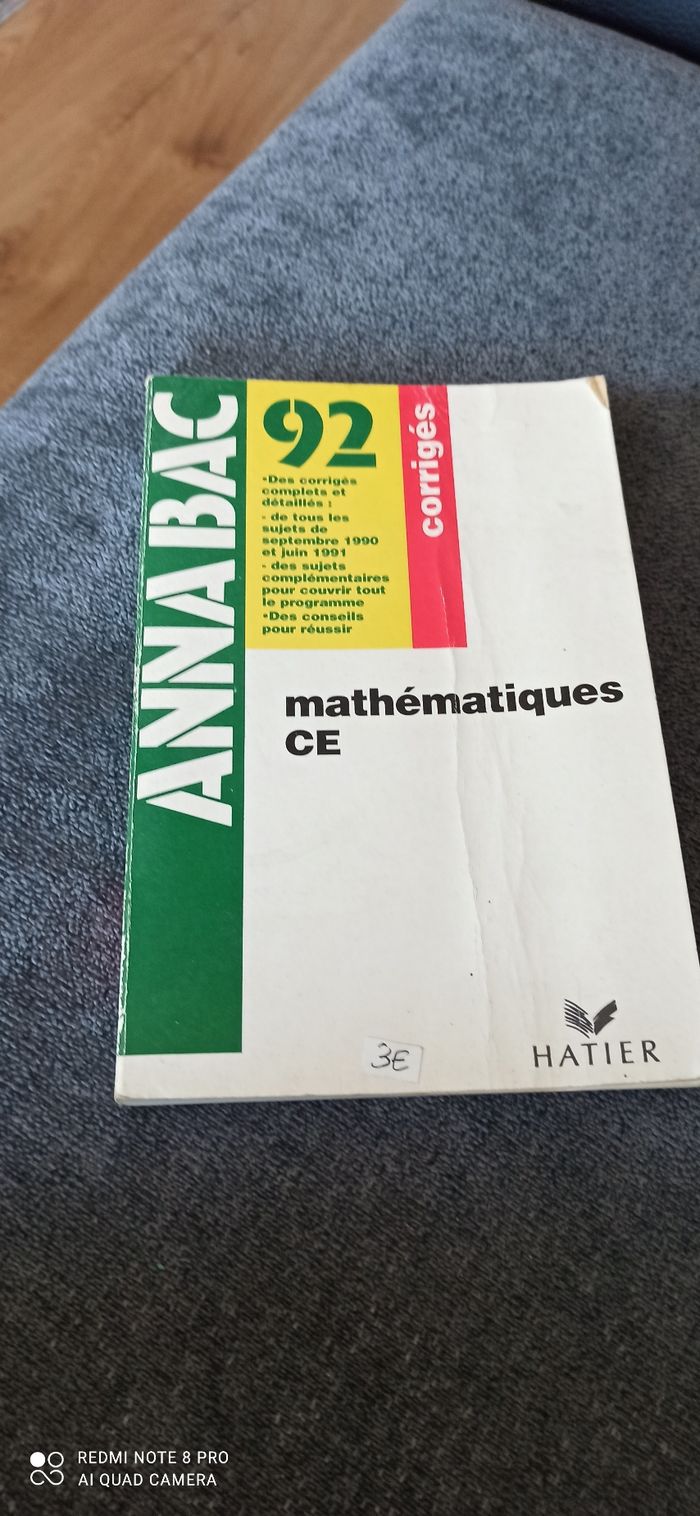 ANNABAC
92
•Des corrigés
complets et
détaillés :
- de tous les
sujets de
septembre 1990
et juin 1991
- des sujets
complémentaires
pour couvrir tout
le programme
•Des conseils
pour réussir
corrigés
mathématiques
CE
3€
HATIER
REDMI NOTE 8 PRO
AI QUAD CAMERA